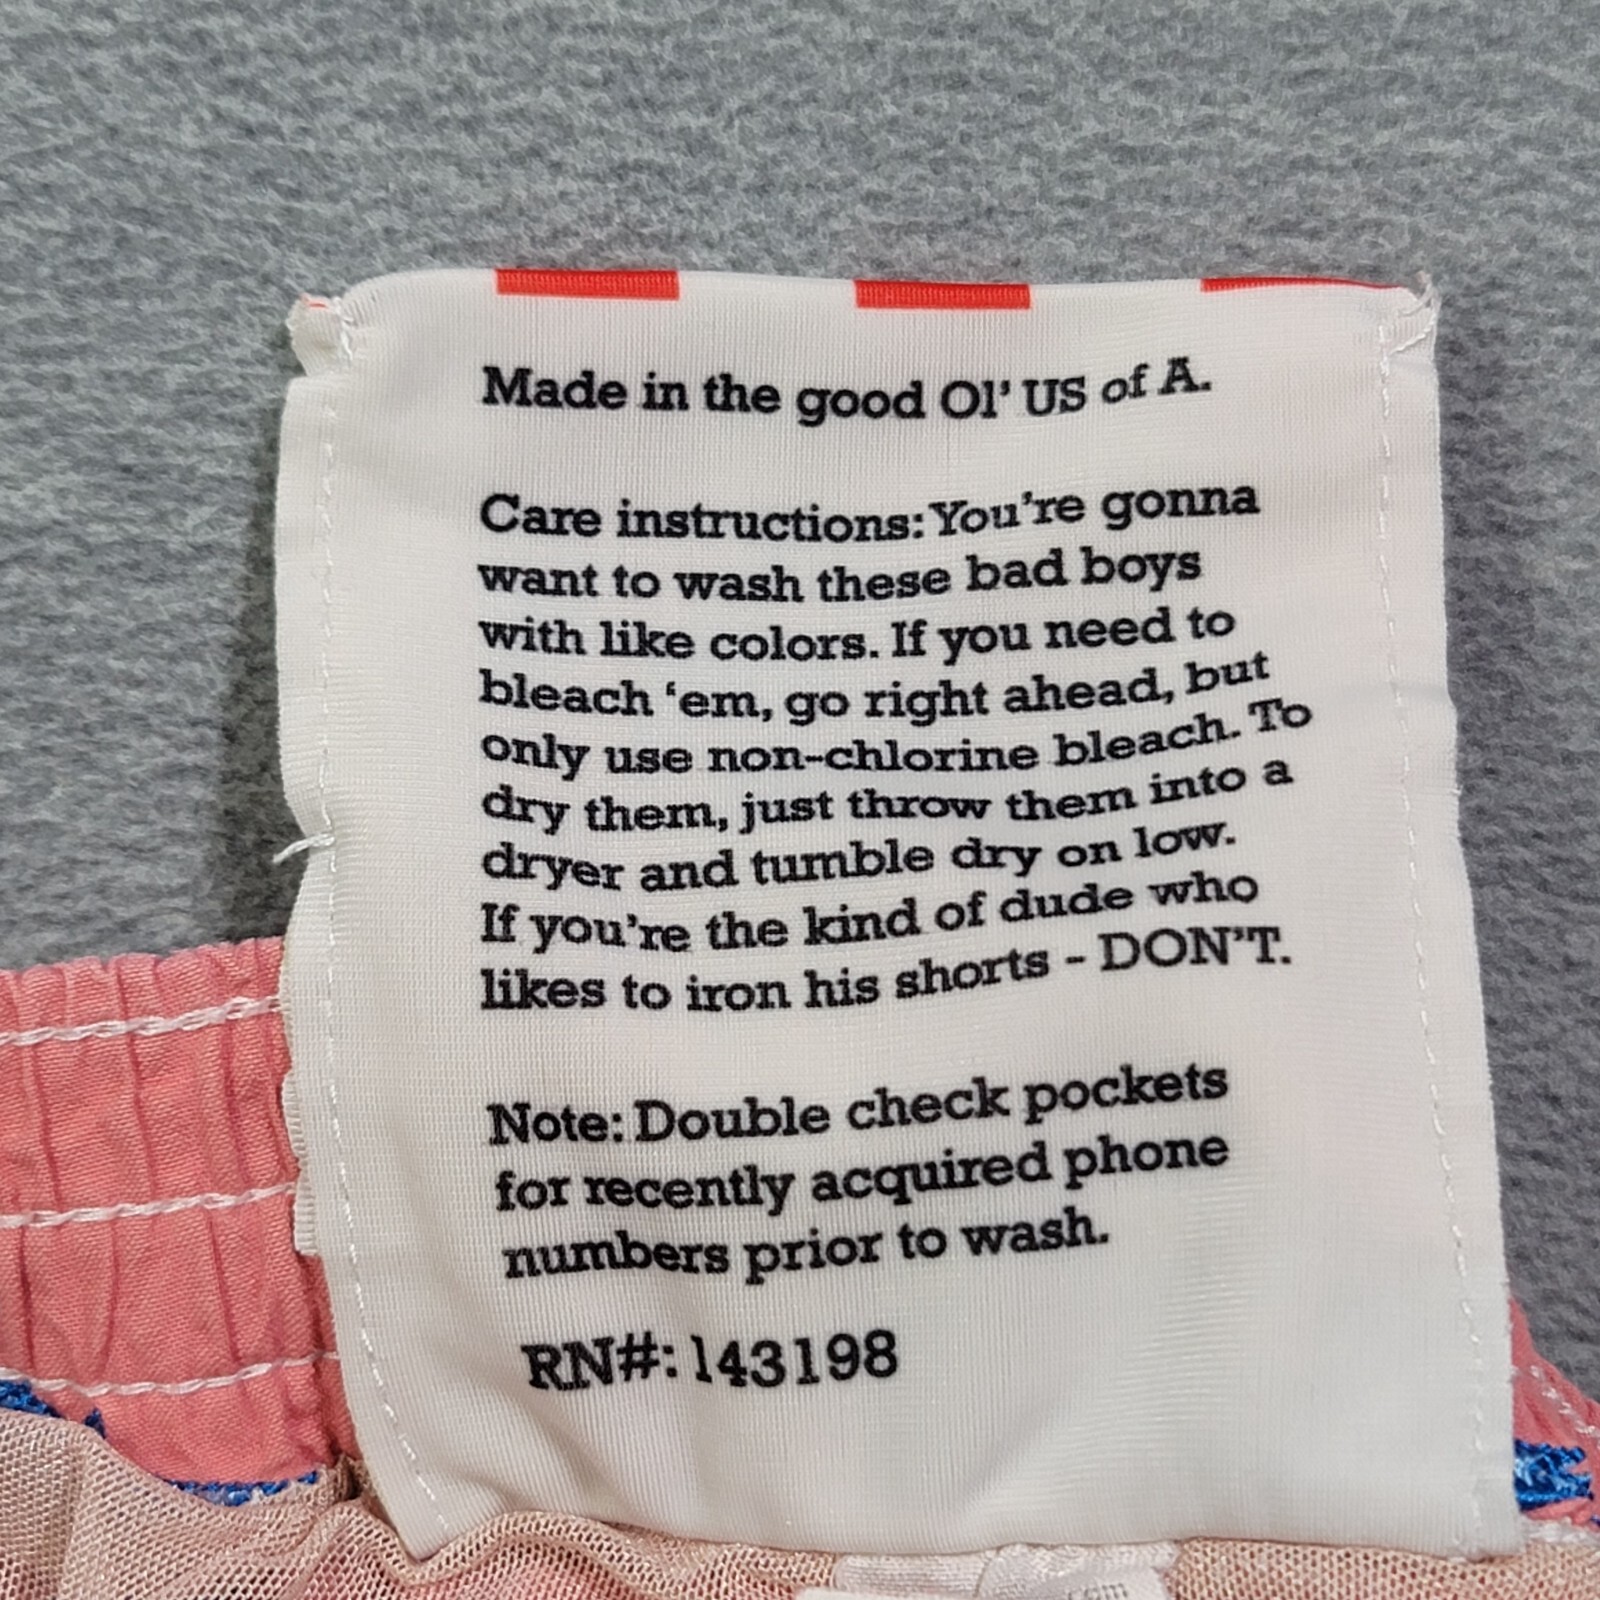 Made in the good Ol' US of A.
Care instructions: You're gonna
want to wash these bad boys
with like colors. If you need to
bleach ‘em, go right ahead, but
only use non-chlorine bleach. To
dry them, just throw them into a
dryer and tumble dry on low.
If you're the kind of dude who
likes to iron his shorts - DON'T.
Note: Double check pockets
for recently acquired phone
numbers prior to wash.
RN#: 143198